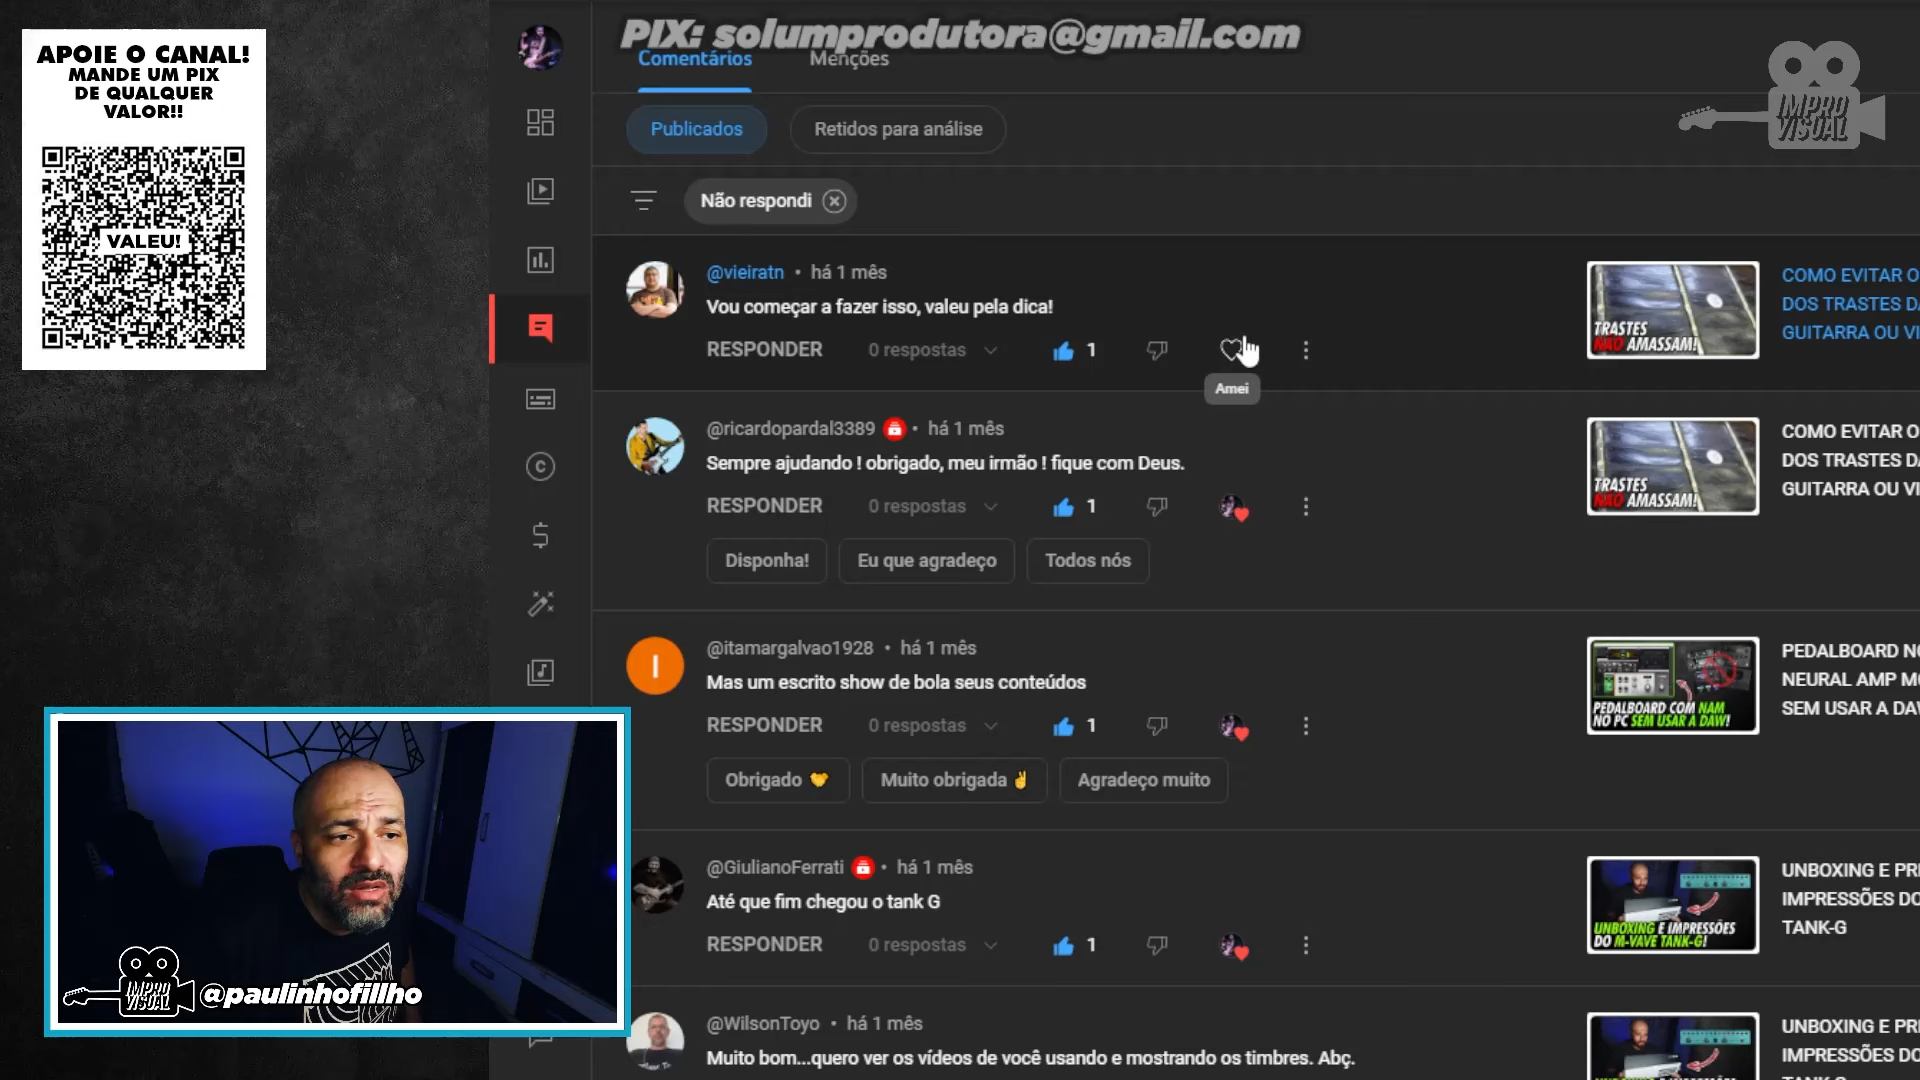 APOIE O CANAL!
MANDE UM PIX
DE QUALQUER
VALOR!!
VALEU!
PIX: solumprodutora@gmail.com
Comentários
Menções
IMPRO
VISUAL
Publicados
Retidos para análise
Não respondi
@vieiratn • há 1 mês
Vou começar a fazer isso, valeu pela dica!
RESPONDER
0 respostas
1
Amei
TRASTES
NÃO AMASSAM!
COMO EVITAR O
DOS TRASTES DA
GUITARRA OU VI
@ricardopardal3389 • há 1 mês
Sempre ajudando ! obrigado, meu irmão ! fique com Deus.
RESPONDER
0 respostas
1
Disponha!
Eu que agradeço
Todos nós
TRASTES
NÃO AMASSAM!
COMO EVITAR O
DOS TRASTES DA
GUITARRA OU VI
I
@itamargalvao1928 • há 1 mês
Mas um escrito show de bola seus conteúdos
RESPONDER
0 respostas
1
Obrigado 🤝
Muito obrigada ✌
Agradeço muito
PEDALBOARD COM NAM
NO PC SEM USAR A DAW!
PEDALBOARD NO
NEURAL AMP MO
SEM USAR A DAW
@GiulianoFerrati • há 1 mês
Até que fim chegou o tank G
RESPONDER
0 respostas
1
UNBOXING E IMPRESSÕES
DO M-VAVE TANK-G!
UNBOXING E PRI
IMPRESSÕES DO
TANK-G
@WilsonToyo • há 1 mês
Muito bom...quero ver os vídeos de você usando e mostrando os timbres. Abç.
UNBOXING E PRI
IMPRESSÕES DO
TANK-G
IMPRO
VISUAL
@paulinhofillho